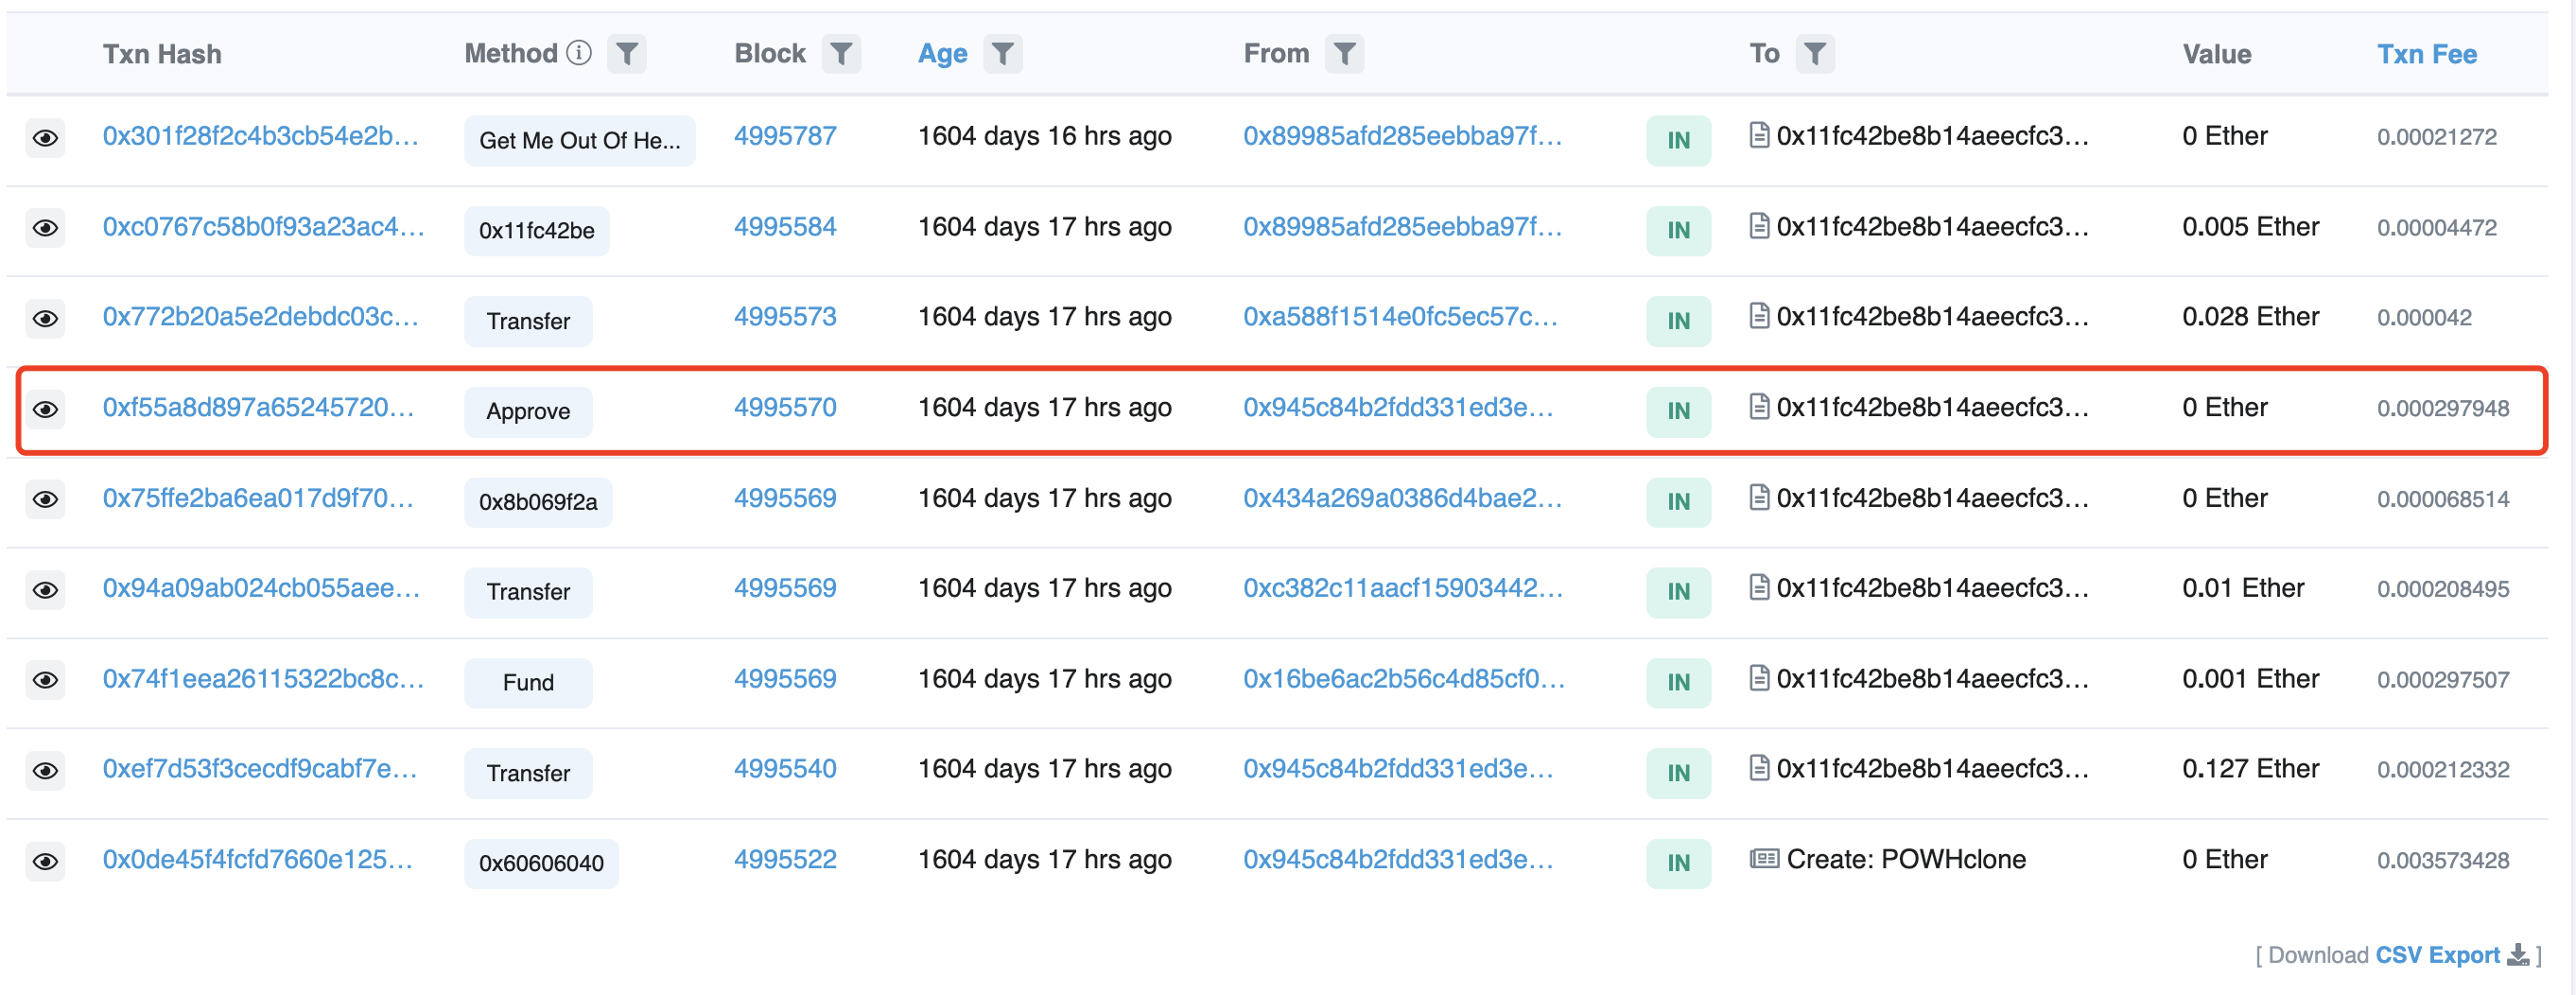 Txn Hash Method Block Age From To Value Txn Fee
0x301f28f2c4b3cb54e2b... Get Me Out Of He... 4995787 1604 days 16 hrs ago 0x89985afd285eebba97f... IN 0x11fc42be8b14aeecfc3... 0 Ether 0.00021272
0xc0767c58b0f93a23ac4... 0x11fc42be 4995584 1604 days 17 hrs ago 0x89985afd285eebba97f... IN 0x11fc42be8b14aeecfc3... 0.005 Ether 0.00004472
0x772b20a5e2debdc03c... Transfer 4995573 1604 days 17 hrs ago 0xa588f1514e0fc5ec57c... IN 0x11fc42be8b14aeecfc3... 0.028 Ether 0.000042
0xf55a8d897a65245720... Approve 4995570 1604 days 17 hrs ago 0x945c84b2fdd331ed3e... IN 0x11fc42be8b14aeecfc3... 0 Ether 0.000297948
0x75ffe2ba6ea017d9f70... 0x8b069f2a 4995569 1604 days 17 hrs ago 0x434a269a0386d4bae2... IN 0x11fc42be8b14aeecfc3... 0 Ether 0.000068514
0x94a09ab024cb055aee... Transfer 4995569 1604 days 17 hrs ago 0xc382c11aacf15903442... IN 0x11fc42be8b14aeecfc3... 0.01 Ether 0.000208495
0x74f1eea26115322bc8c... Fund 4995569 1604 days 17 hrs ago 0x16be6ac2b56c4d85cf0... IN 0x11fc42be8b14aeecfc3... 0.001 Ether 0.000297507
0xef7d53f3cecdf9cabf7e... Transfer 4995540 1604 days 17 hrs ago 0x945c84b2fdd331ed3e... IN 0x11fc42be8b14aeecfc3... 0.127 Ether 0.000212332
0x0de45f4fcfd7660e125... 0x60606040 4995522 1604 days 17 hrs ago 0x945c84b2fdd331ed3e... IN Create: POWHclone 0 Ether 0.003573428
[ Download CSV Export ]